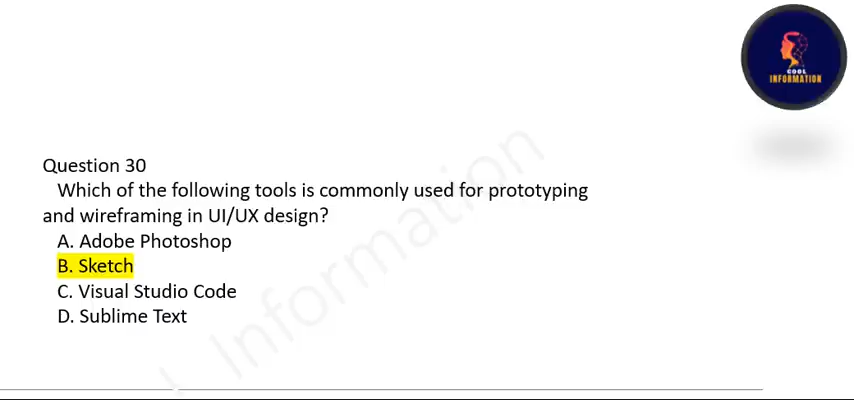 COOL
INFORMATION
Question 30
Which of the following tools is commonly used for prototyping
and wireframing in UI/UX design?
A. Adobe Photoshop
B. Sketch
C. Visual Studio Code
D. Sublime Text
Information